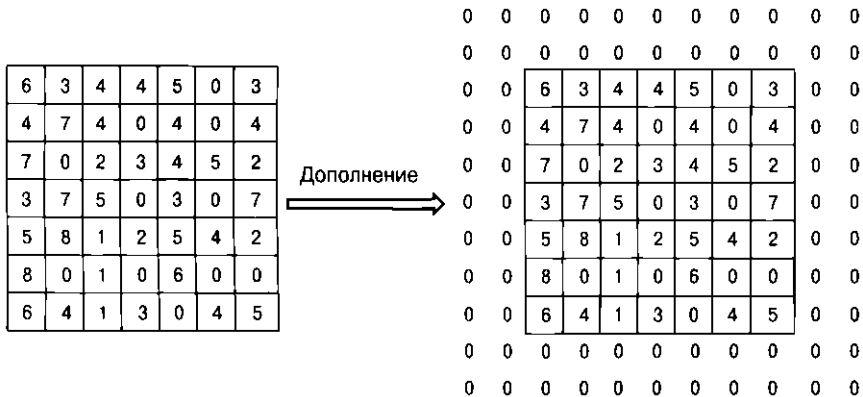 0 0 0 0 0 0 0 0 0 0 0
0 0 0 0 0 0 0 0 0 0 0
6 3 4 4 5 0 3
0 0 6 3 4 4 5 0 3 0 0
4 7 4 0 4 0 4
0 0 4 7 4 0 4 0 4 0 0
7 0 2 3 4 5 2
0 0 7 0 2 3 4 5 2 0 0
Дополнение
3 7 5 0 3 0 7
0 0 3 7 5 0 3 0 7 0 0
5 8 1 2 5 4 2
0 0 5 8 1 2 5 4 2 0 0
8 0 1 0 6 0 0
0 0 8 0 1 0 6 0 0 0 0
6 4 1 3 0 4 5
0 0 6 4 1 3 0 4 5 0 0
0 0 0 0 0 0 0 0 0 0 0
0 0 0 0 0 0 0 0 0 0 0